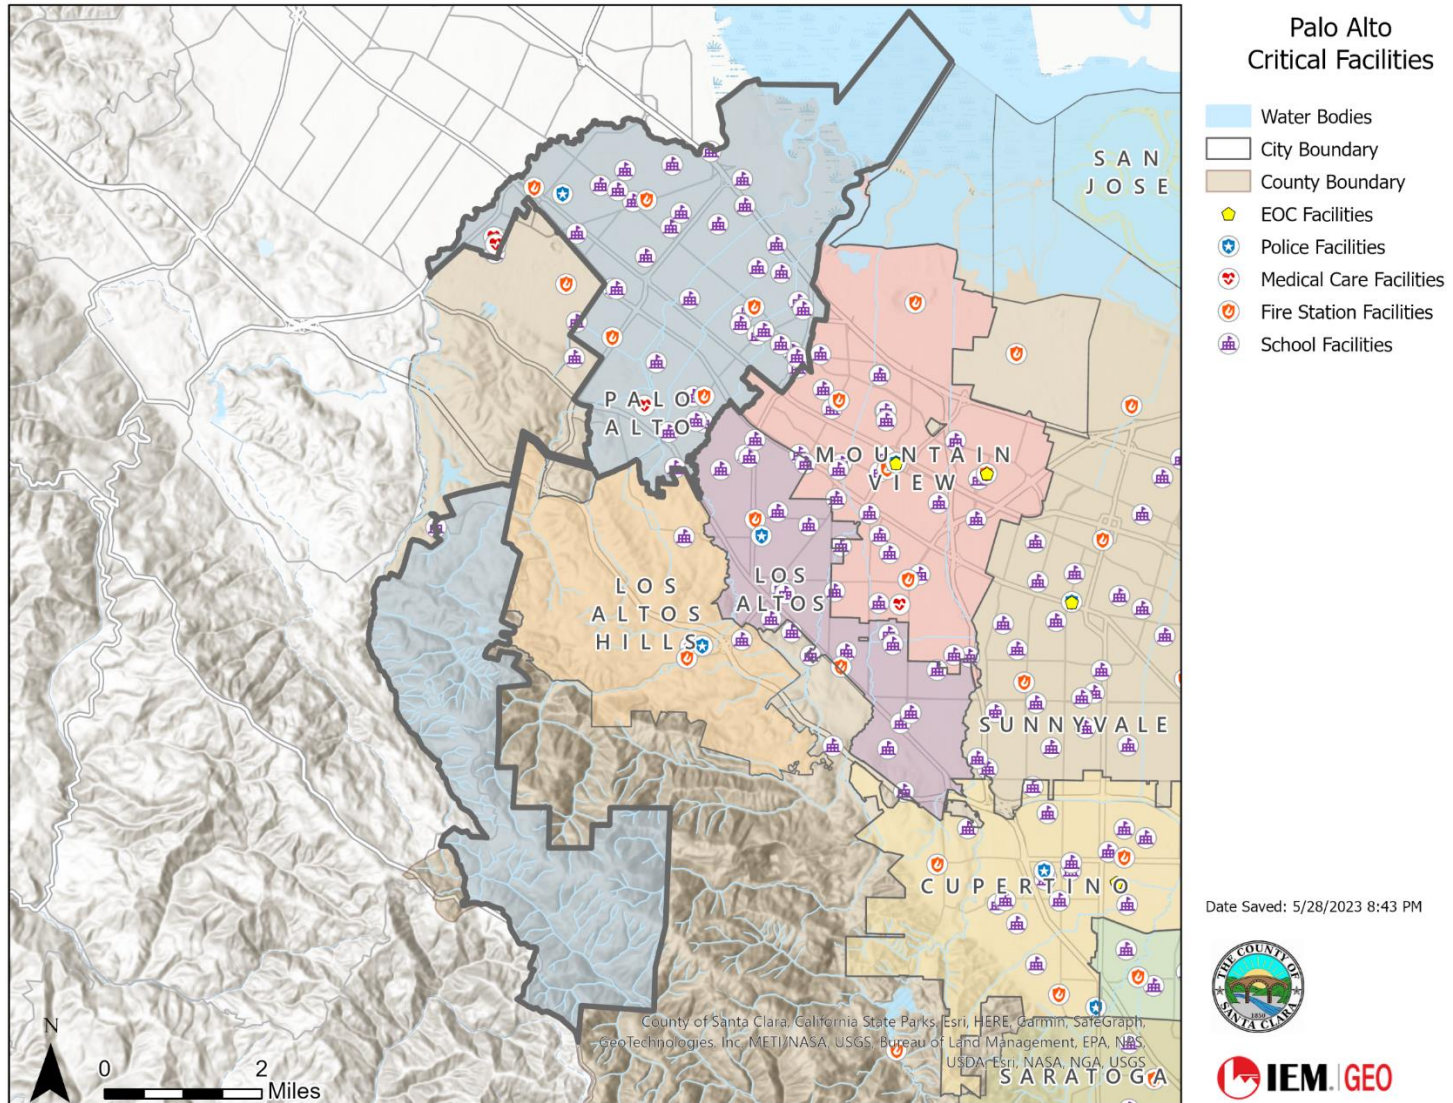 Palo Alto
Critical Facilities
Water Bodies
City Boundary
County Boundary
EOC Facilities
Police Facilities
Medical Care Facilities
Fire Station Facilities
School Facilities
SAN
JOSE
PALO
ALTO
MOUNTAIN
VIEW
LOS
ALTOS
HILLS
LOS
ALTOS
SUNNYVALE
CUPERTINO
SARATOGA
County of Santa Clara, California State Parks, Esri, HERE, Garmin, SafeGraph,
GeoTechnologies, Inc, METI/NASA, USGS, Bureau of Land Management, EPA, NPS,
USDA, Esri, NASA, NGA, USGS
N
0 2
Miles
Date Saved: 5/28/2023 8:43 PM
THE COUNTY OF
SANTA CLARA
1850
IEM. GEO